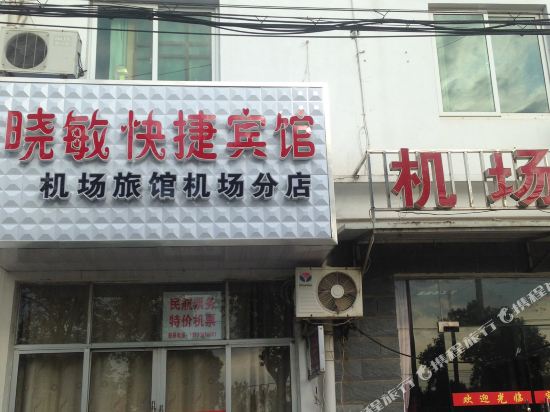 晓敏快捷宾馆
机场旅馆机场分店
机场
民航票务
特价机票
欢迎光临
@携程旅行